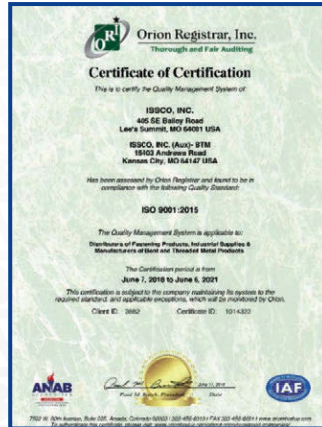 ORI
Orion Registrar, Inc.
Thorough and Fair Auditing
Certificate of Certification
This is to certify the Quality Management System of:
ISSCO, INC.
405 SE Bailey Road
Lee's Summit, MO 64081 USA
ISSCO, INC. (Aux)- BTM
15403 Andrews Road
Kansas City, MO 64147 USA
Has been assessed by Orion Registrar and found to be in
compliance with the following Quality Standard:
ISO 9001:2015
The Quality Management System is applicable to:
Distributors of Fastening Products, Industrial Supplies &
Manufacturers of Bent and Threaded Metal Products
The Certification period is from
June 7, 2018 to June 6, 2021
This certification is subject to the company maintaining its system to the
required standard, and applicable exceptions, which will be monitored by Orion.
Client ID: Certificate ID:
ANAB
ACCREDITED
President Date
IAF